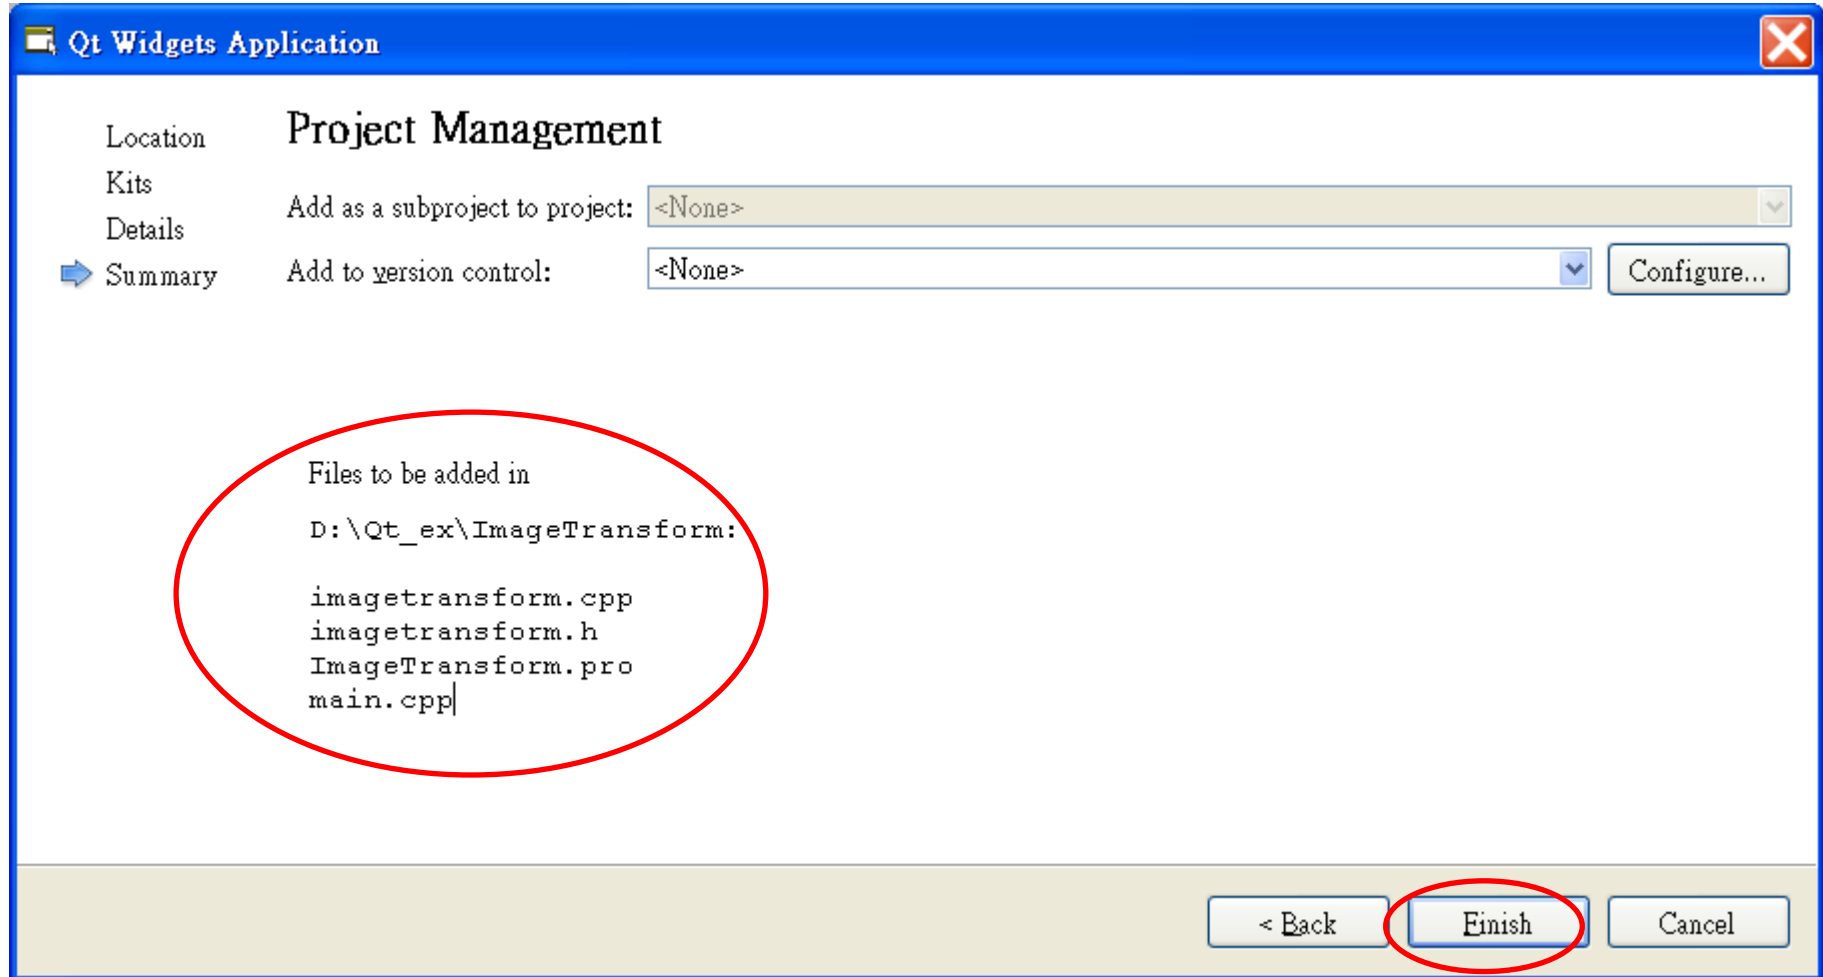 Qt Widgets Application
Project Management
Location
Kits
Details
Summary
Add as a subproject to project: <None>
Add to version control: <None> Configure...
Files to be added in
D:\Qt_ex\ImageTransform:
imagetransform.cpp
imagetransform.h
ImageTransform.pro
main.cpp
< Back Finish Cancel